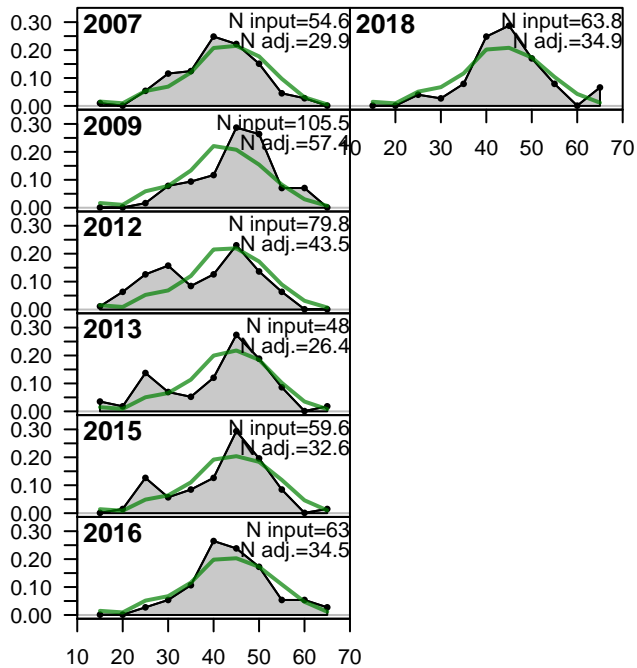 2007
N input=54.6
N adj.=29.9
0.30
0.20
0.10
0.00
2018
N input=63.8
N adj.=34.9
10 20 30 40 50 60 70
2009
N input=105.5
N adj.=57.4
0.30
0.20
0.10
0.00
2012
N input=79.8
N adj.=43.5
0.30
0.20
0.10
0.00
2013
N input=48
N adj.=26.4
0.30
0.20
0.10
0.00
2015
N input=59.6
N adj.=32.6
0.30
0.20
0.10
0.00
2016
N input=63
N adj.=34.5
0.30
0.20
0.10
0.00
10 20 30 40 50 60 70